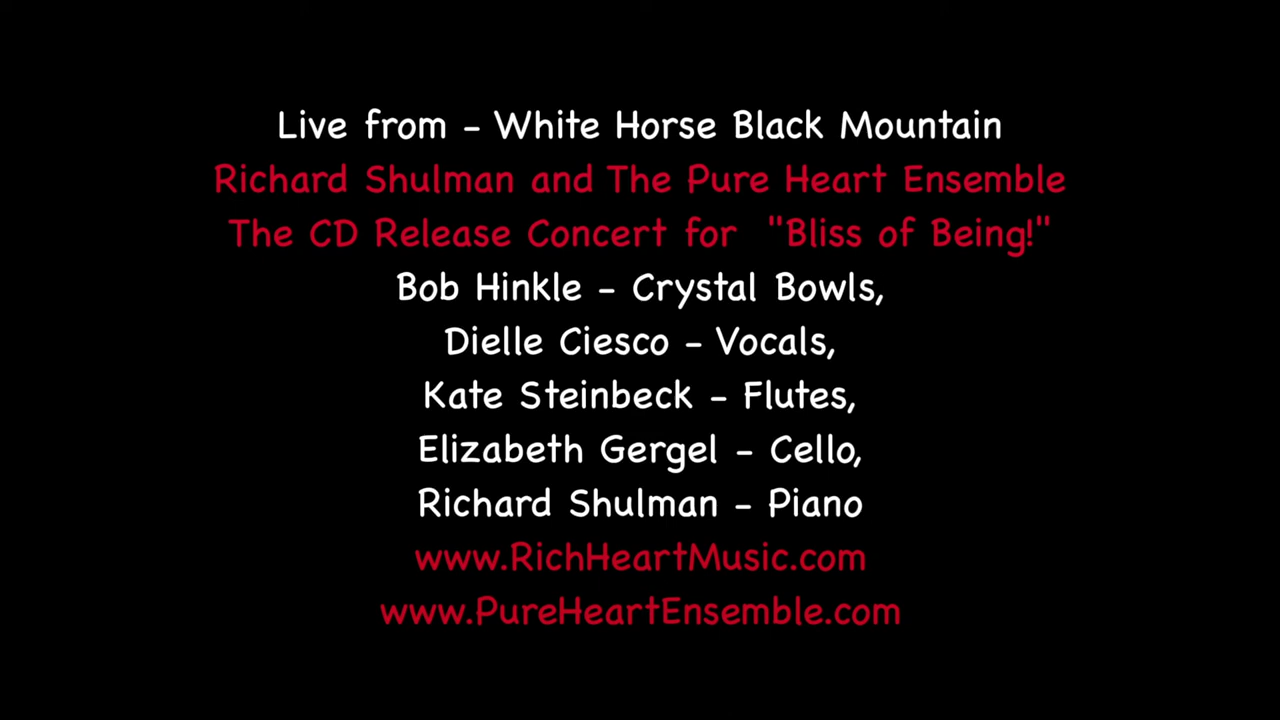 Live from - White Horse Black Mountain
Richard Shulman and The Pure Heart Ensemble
The CD Release Concert for "Bliss of Being!"
Bob Hinkle - Crystal Bowls,
Dielle Ciesco - Vocals,
Kate Steinbeck - Flutes,
Elizabeth Gergel - Cello,
Richard Shulman - Piano
www.RichHeartMusic.com
www.PureHeartEnsemble.com